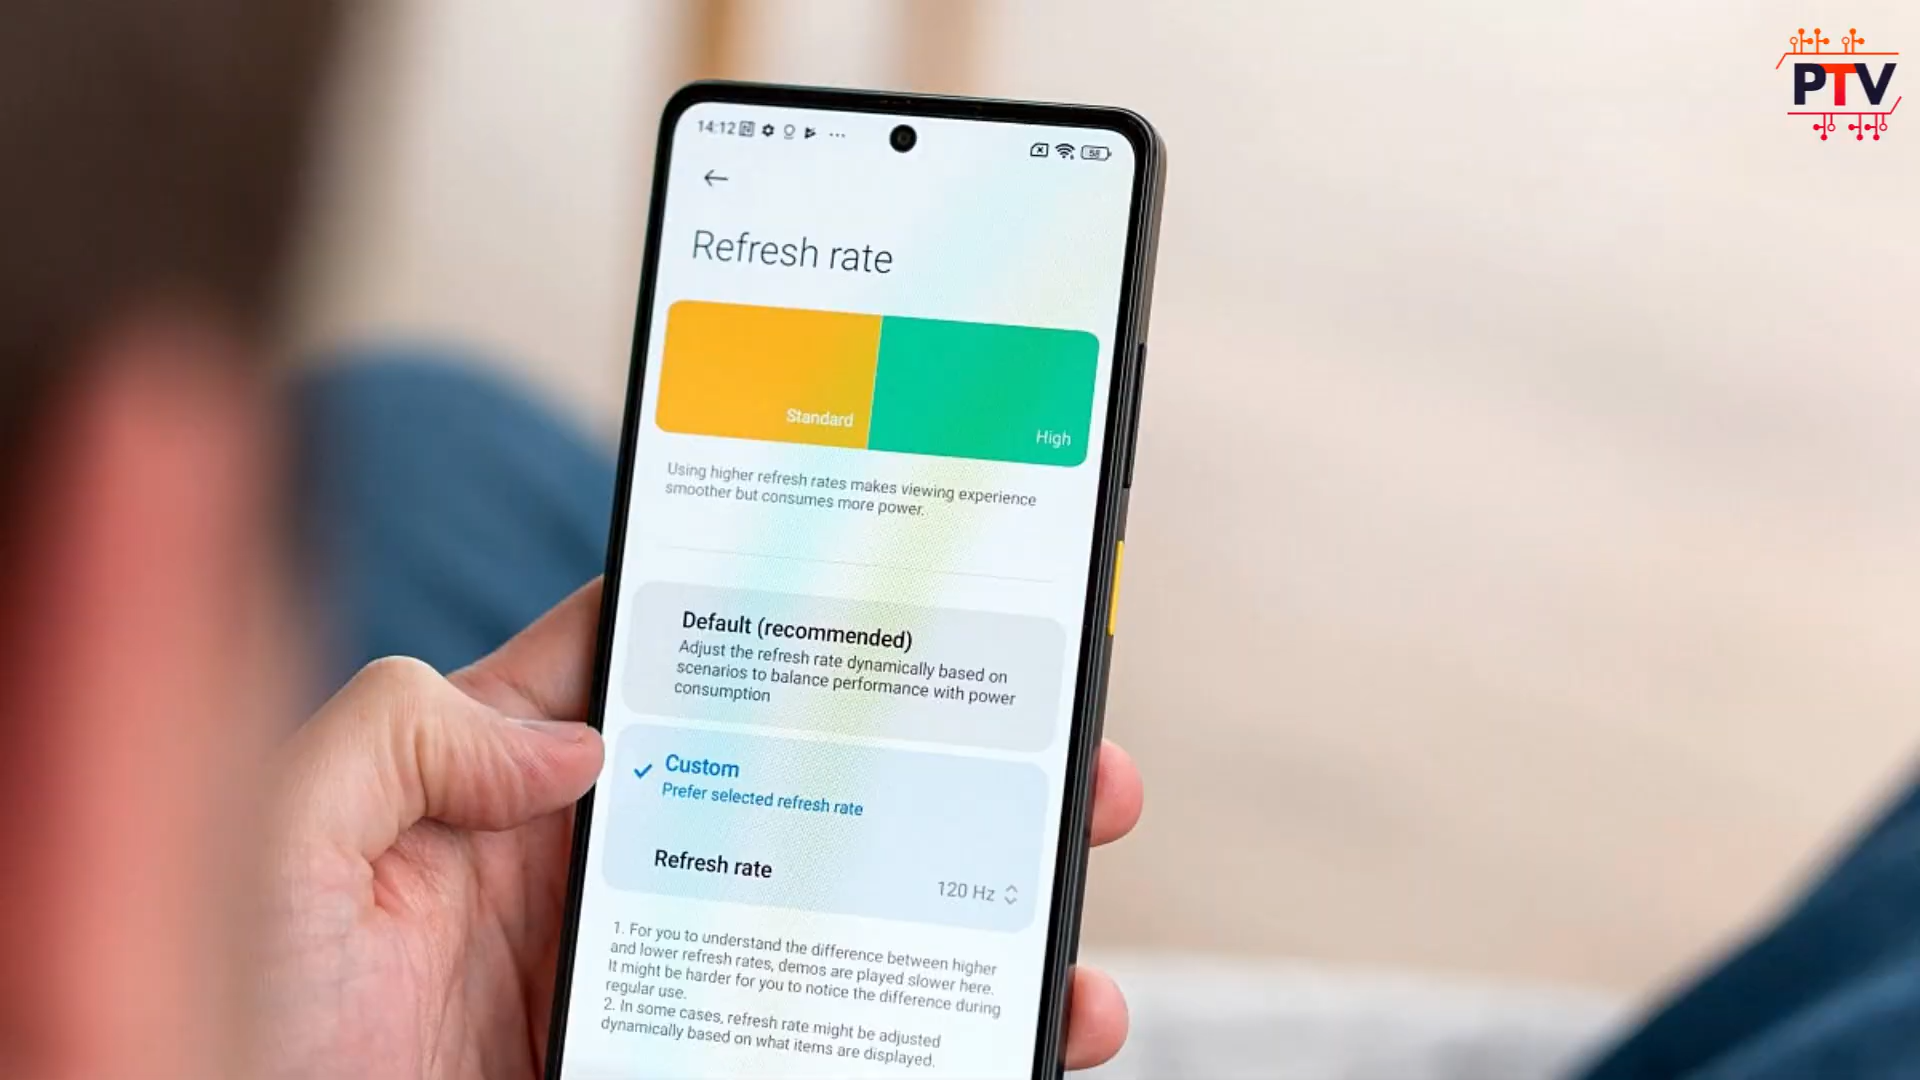 PTV
14:12
58
Refresh rate
Standard
High
Using higher refresh rates makes viewing experience
smoother but consumes more power.
Default (recommended)
Adjust the refresh rate dynamically based on
scenarios to balance performance with power
consumption
Custom
Prefer selected refresh rate
Refresh rate
120 Hz
1. For you to understand the difference between higher
and lower refresh rates, demos are played slower here.
It might be harder for you to notice the difference during
regular use.
2. In some cases, refresh rate might be adjusted
dynamically based on what items are displayed.